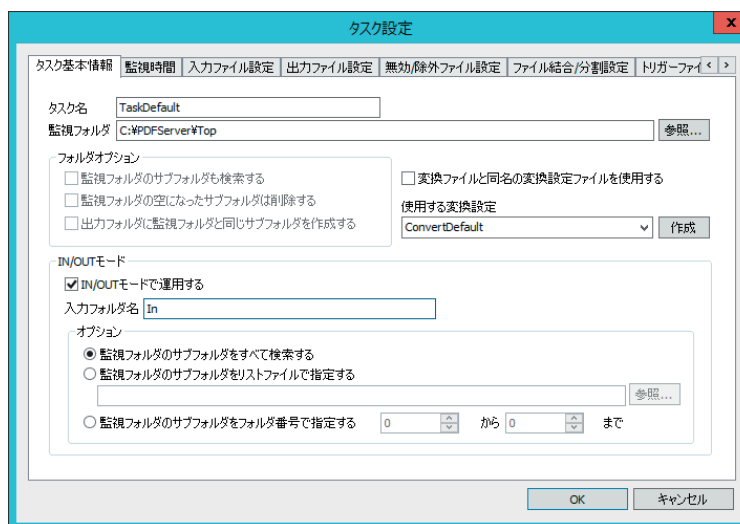 タスク設定
x
タスク基本情報 監視時間 入力ファイル設定 出力ファイル設定 無効/除外ファイル設定 ファイル結合/分割設定 トリガーファイ < >
タスク名 TaskDefault
監視フォルダ C:¥PDFServer¥Top 参照...
フォルダオプション
監視フォルダのサブフォルダも検索する
監視フォルダの空になったサブフォルダは削除する
出力フォルダに監視フォルダと同じサブフォルダを作成する
変換ファイルと同名の変換設定ファイルを使用する
使用する変換設定
ConvertDefault 作成
IN/OUTモード
IN/OUTモードで運用する
入力フォルダ名 In
オプション
監視フォルダのサブフォルダをすべて検索する
監視フォルダのサブフォルダをリストファイルで指定する
参照...
監視フォルダのサブフォルダをフォルダ番号で指定する 0 から 0 まで
OK キャンセル